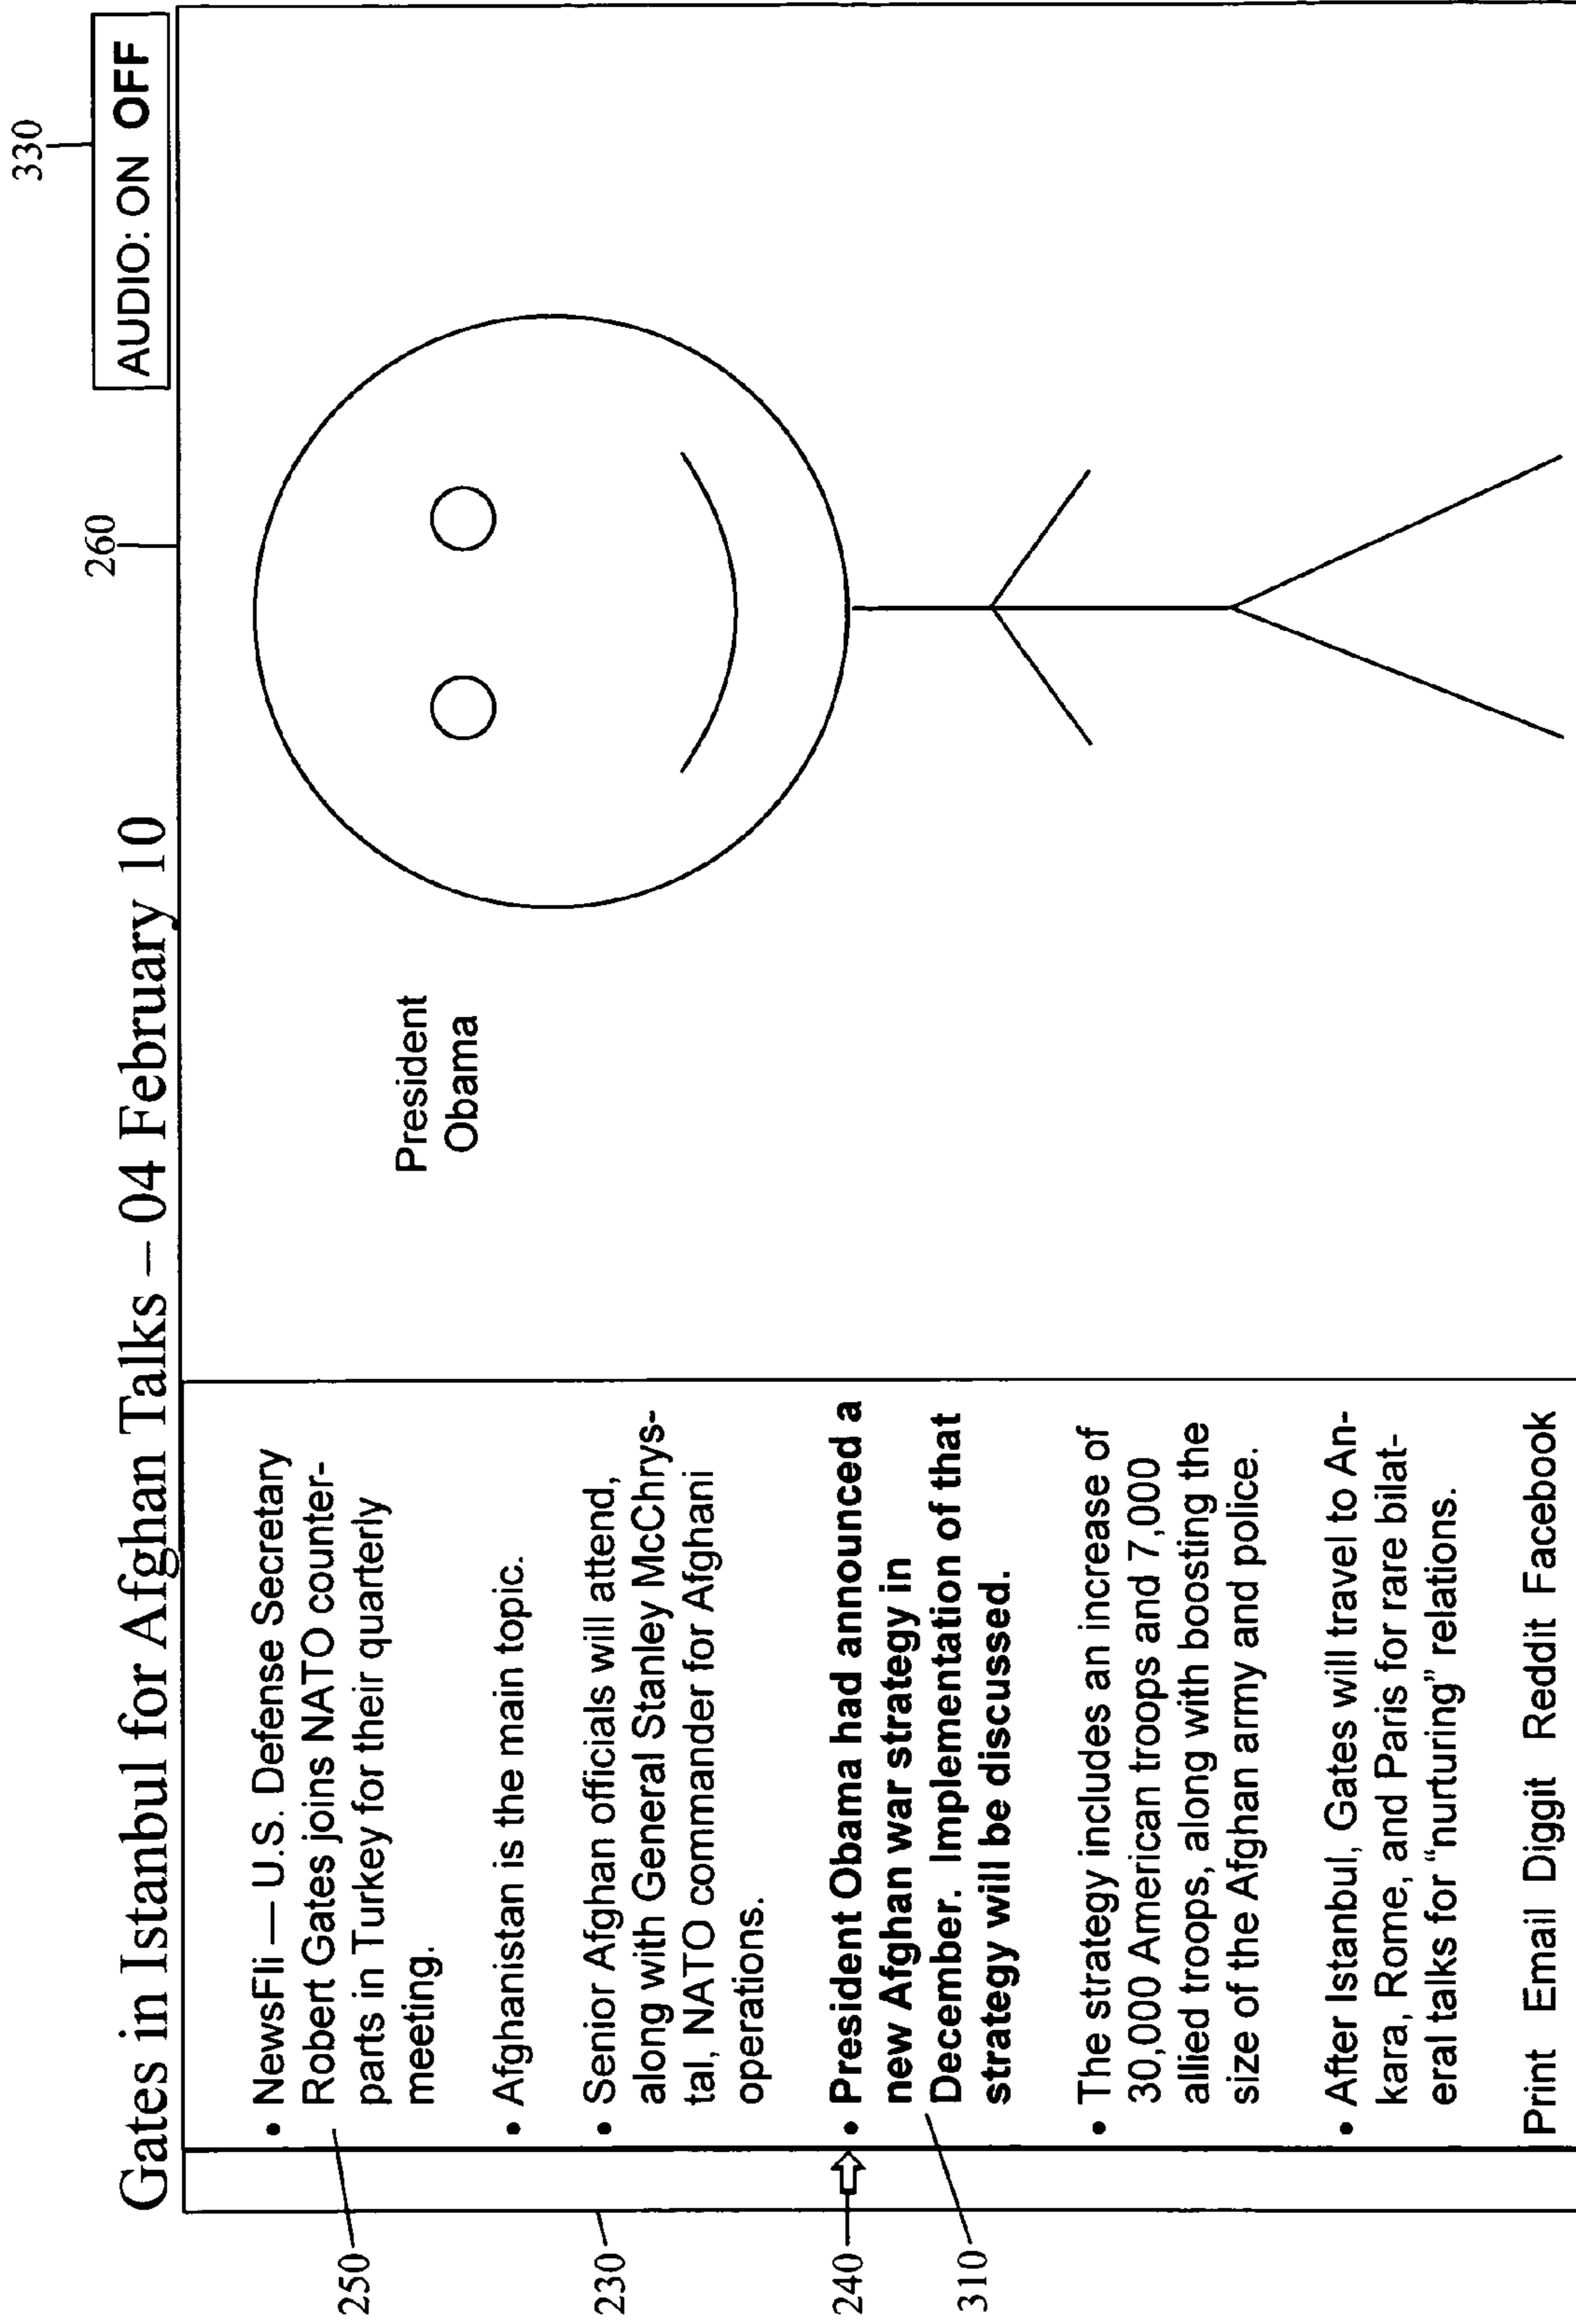 330
AUDIO: ON OFF
260
Gates in Istanbul for Afghan Talks – 04 February 10
250
• NewsFli — U.S. Defense Secretary
Robert Gates joins NATO counter-
parts in Turkey for their quarterly
meeting.
• Afghanistan is the main topic.
230
• Senior Afghan officials will attend,
along with General Stanley McChrys-
tal, NATO commander for Afghani
operations.
240
• President Obama had announced a
new Afghan war strategy in
December. Implementation of that
strategy will be discussed.
310
• The strategy includes an increase of
30,000 American troops and 7,000
allied troops, along with boosting the
size of the Afghan army and police.
• After Istanbul, Gates will travel to An-
kara, Rome, and Paris for rare bilat-
eral talks for “nurturing” relations.
Print Email Diggit Reddit Facebook
President
Obama